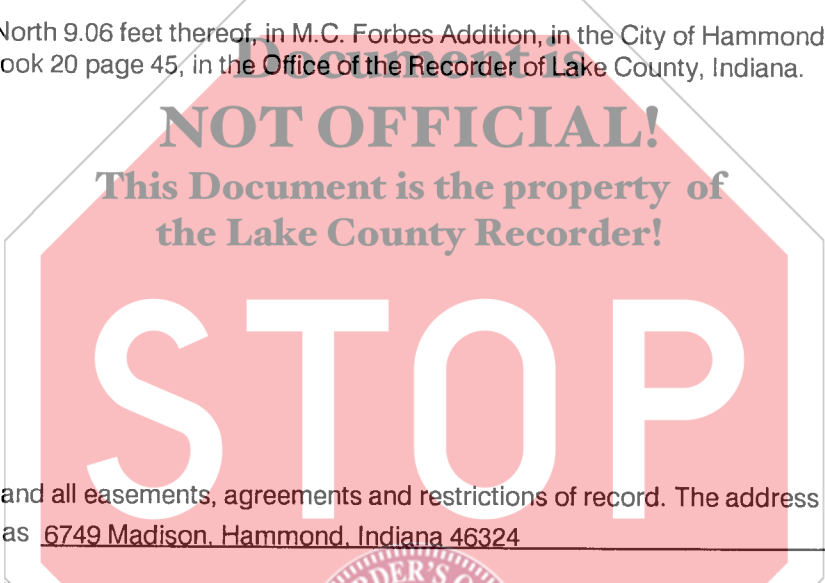 North 9.06 feet thereof, in M.C. Forbes Addition, in the City of Hammond
ook 20 page 45, in the Office of the Recorder of Lake County, Indiana.
Document is
NOT OFFICIAL!
This Document is the property of
the Lake County Recorder!
STOP
and all easements, agreements and restrictions of record. The address
as 6749 Madison, Hammond, Indiana 46324
RDER'S O